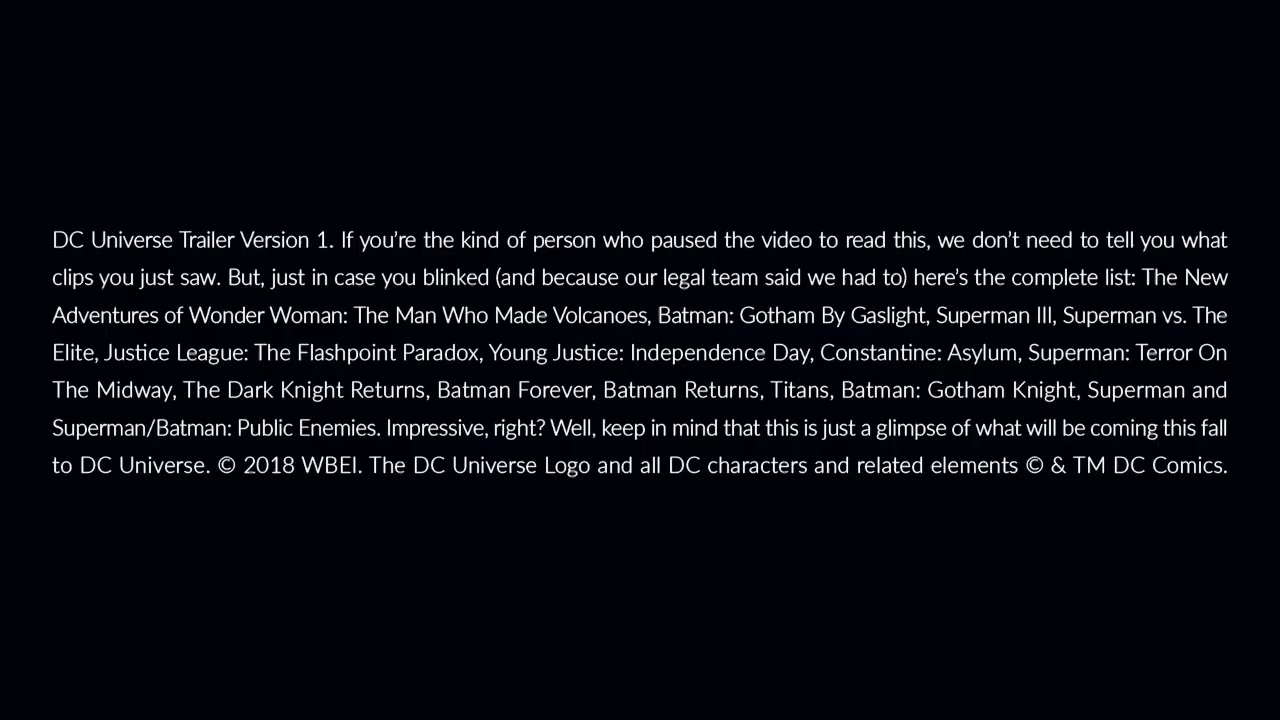 DC Universe Trailer Version 1. If you’re the kind of person who paused the video to read this, we don’t need to tell you what
clips you just saw. But, just in case you blinked (and because our legal team said we had to) here’s the complete list: The New
Adventures of Wonder Woman: The Man Who Made Volcanoes, Batman: Gotham By Gaslight, Superman III, Superman vs. The
Elite, Justice League: The Flashpoint Paradox, Young Justice: Independence Day, Constantine: Asylum, Superman: Terror On
The Midway, The Dark Knight Returns, Batman Forever, Batman Returns, Titans, Batman: Gotham Knight, Superman and
Superman/Batman: Public Enemies. Impressive, right? Well, keep in mind that this is just a glimpse of what will be coming this fall
to DC Universe. © 2018 WBEI. The DC Universe Logo and all DC characters and related elements © & TM DC Comics.